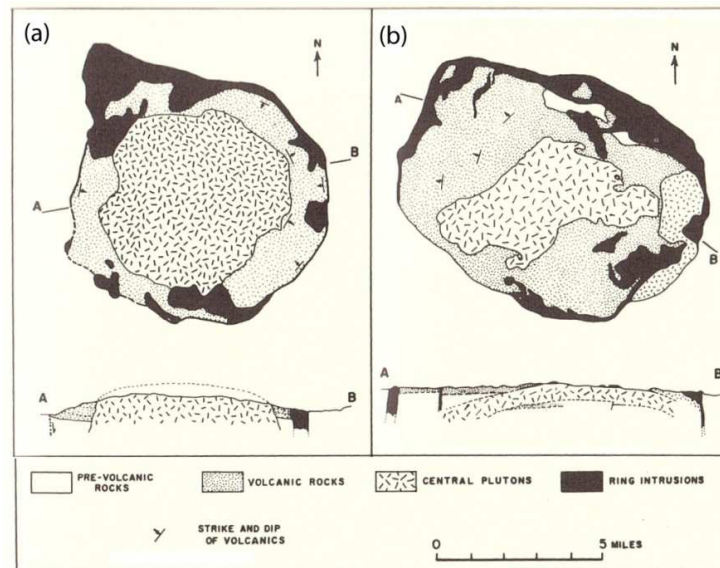 (a)
N
A
B
A
B
(b)
N
A
B
A
B
PRE-VOLCANIC
ROCKS
VOLCANIC ROCKS
CENTRAL PLUTONS
RING INTRUSIONS
STRIKE AND DIP
OF VOLCANICS
0
5 MILES